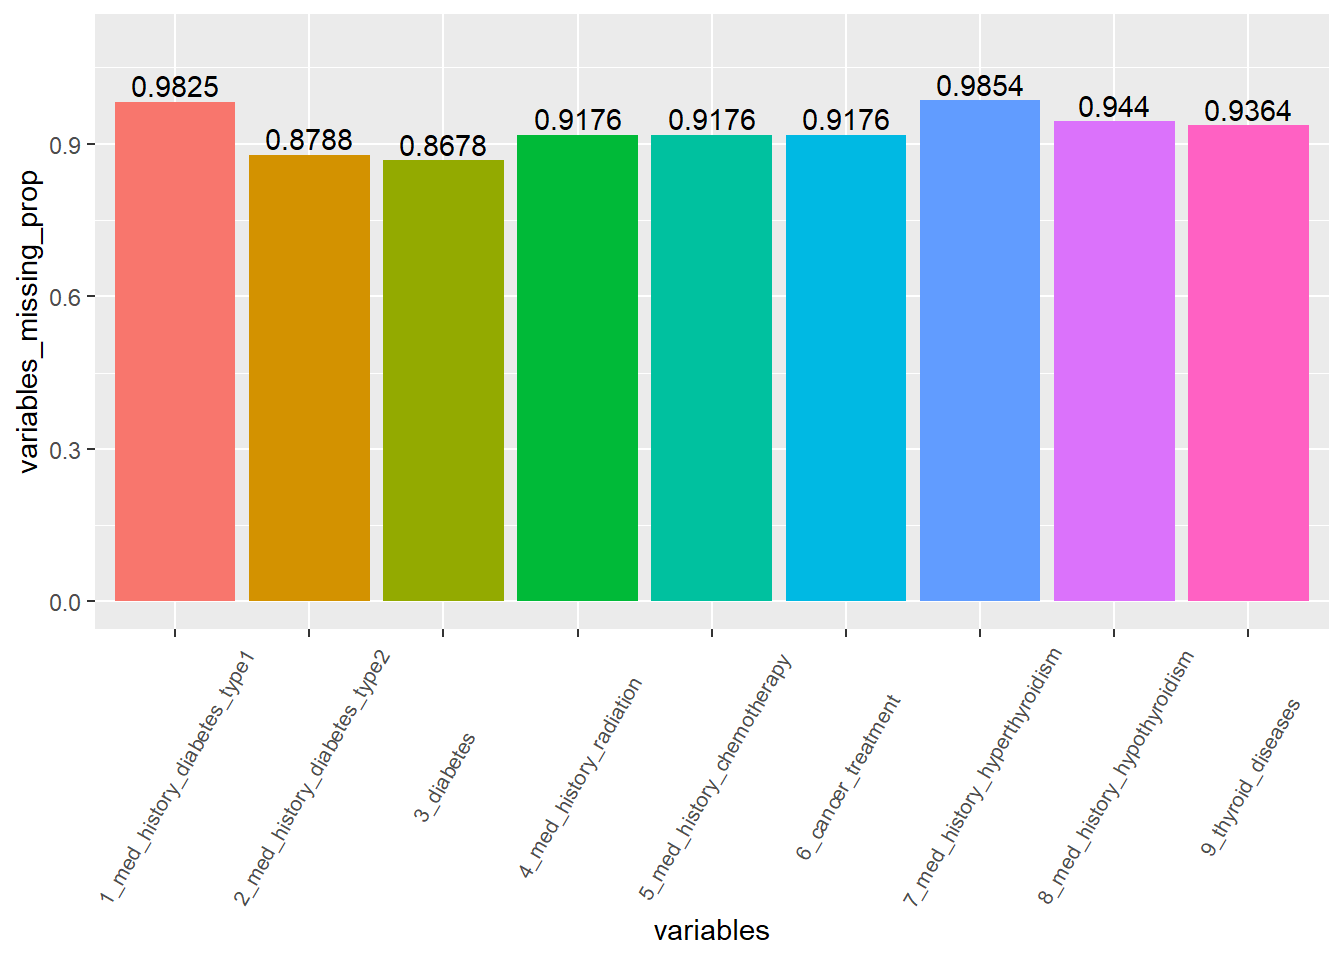 0.9825
0.8788
0.8678
0.9176
0.9176
0.9176
0.9854
0.944
0.9364
variables_missing_prop
0.9
0.6
0.3
0.0
1_med_history_diabetes_type1
2_med_history_diabetes_type2
3_diabetes
4_med_history_radiation
5_med_history_chemotherapy
6_cancer_treatment
7_med_history_hyperthyroidism
8_med_history_hypothyroidism
9_thyroid_diseases
variables